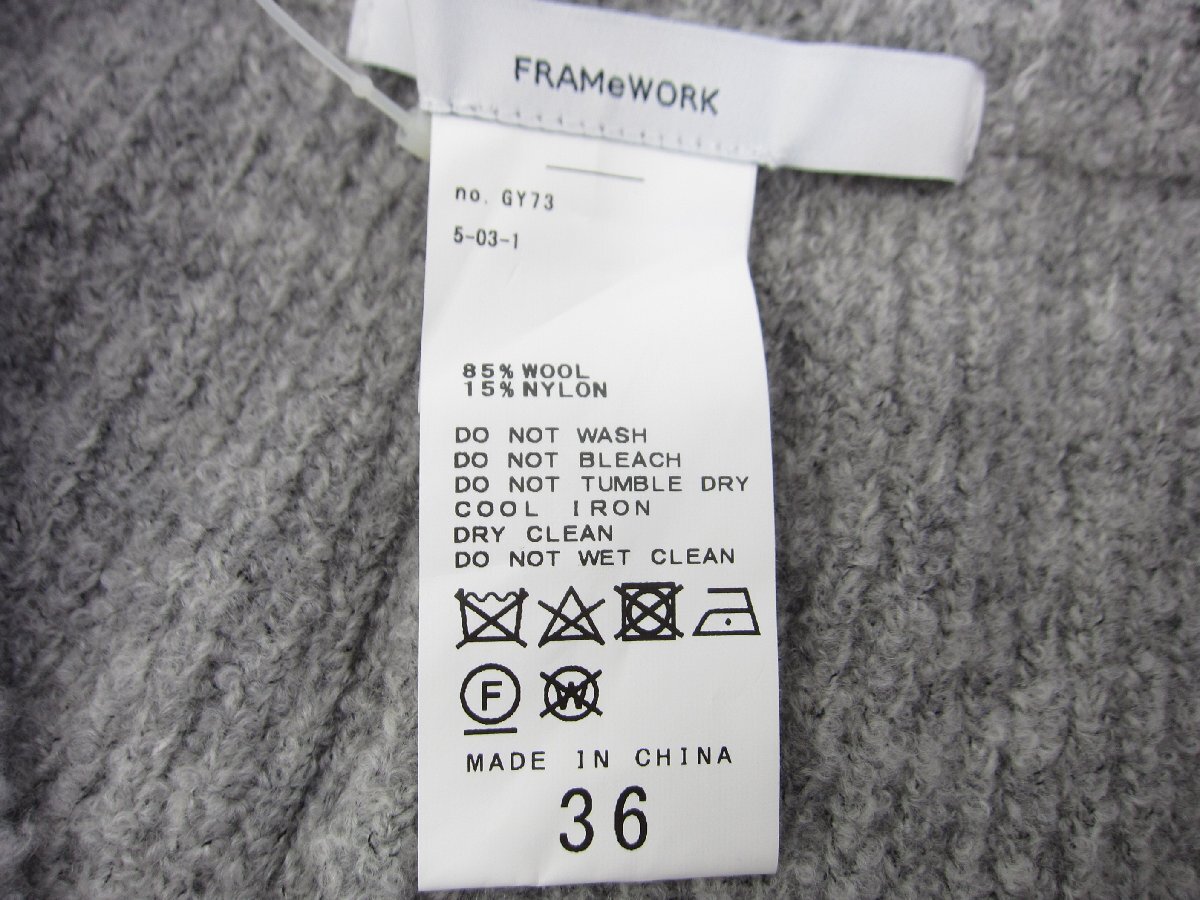 FRAMeWORK
no. GY73
5-03-1
85% WOOL
15% NYLON
DO NOT WASH
DO NOT BLEACH
DO NOT TUMBLE DRY
COOL IRON
DRY CLEAN
DO NOT WET CLEAN
F W
MADE IN CHINA
36